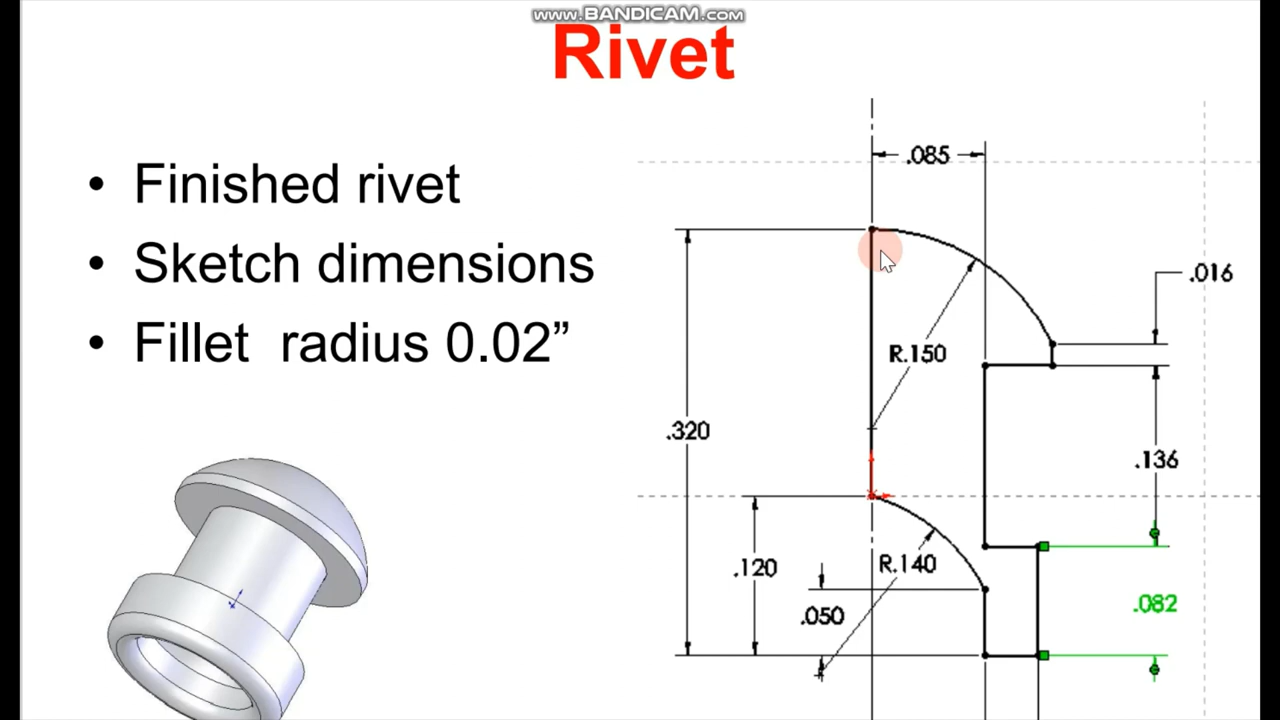 www.BANDICAM.com
Rivet
• Finished rivet
• Sketch dimensions
• Fillet radius 0.02”
.085
.016
R.150
.320
.136
.120
R.140
.050
.082